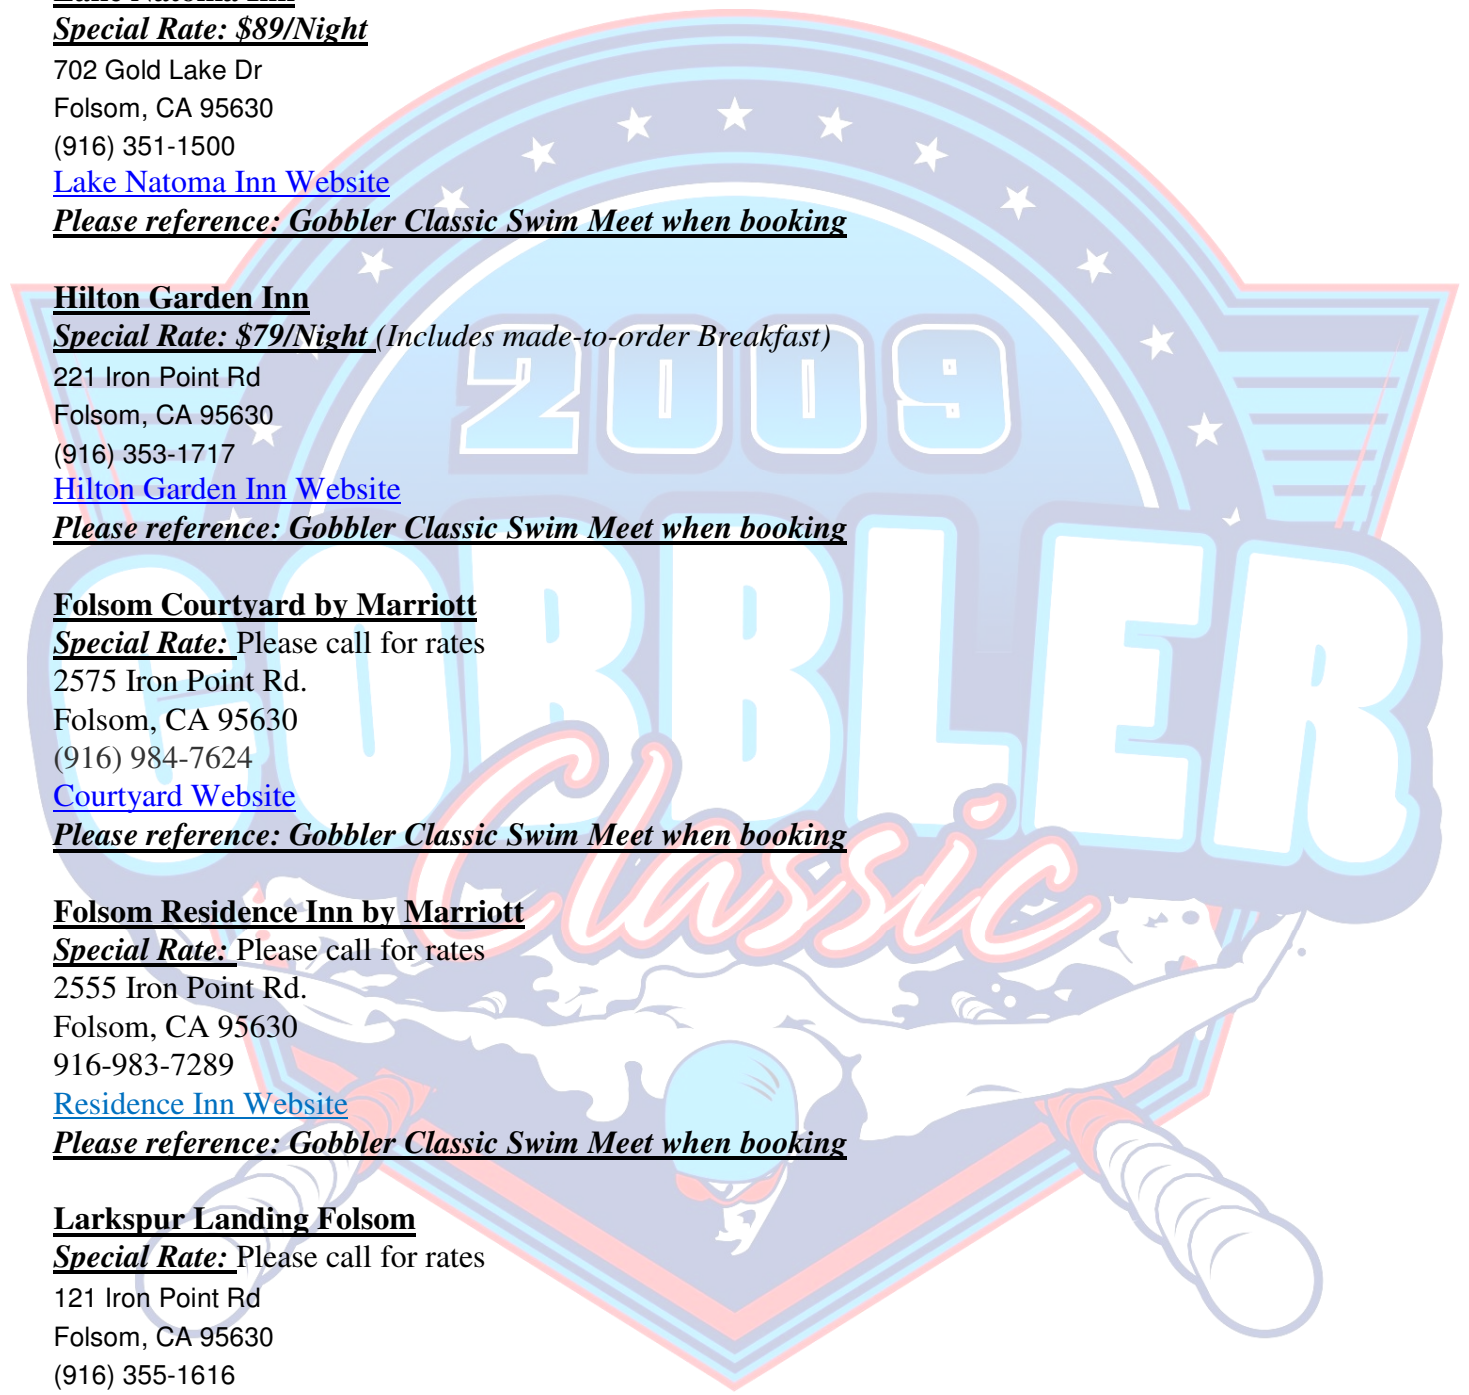 Lake Natoma Inn
Special Rate: $89/Night
702 Gold Lake Dr
Folsom, CA 95630
(916) 351-1500
Lake Natoma Inn Website
Please reference: Gobbler Classic Swim Meet when booking
Hilton Garden Inn
Special Rate: $79/Night (Includes made-to-order Breakfast)
221 Iron Point Rd
Folsom, CA 95630
(916) 353-1717
Hilton Garden Inn Website
Please reference: Gobbler Classic Swim Meet when booking
Folsom Courtyard by Marriott
Special Rate: Please call for rates
2575 Iron Point Rd.
Folsom, CA 95630
(916) 984-7624
Courtyard Website
Please reference: Gobbler Classic Swim Meet when booking
Folsom Residence Inn by Marriott
Special Rate: Please call for rates
2555 Iron Point Rd.
Folsom, CA 95630
916-983-7289
Residence Inn Website
Please reference: Gobbler Classic Swim Meet when booking
Larkspur Landing Folsom
Special Rate: Please call for rates
121 Iron Point Rd
Folsom, CA 95630
(916) 355-1616
2009
GOBBLER
Classic